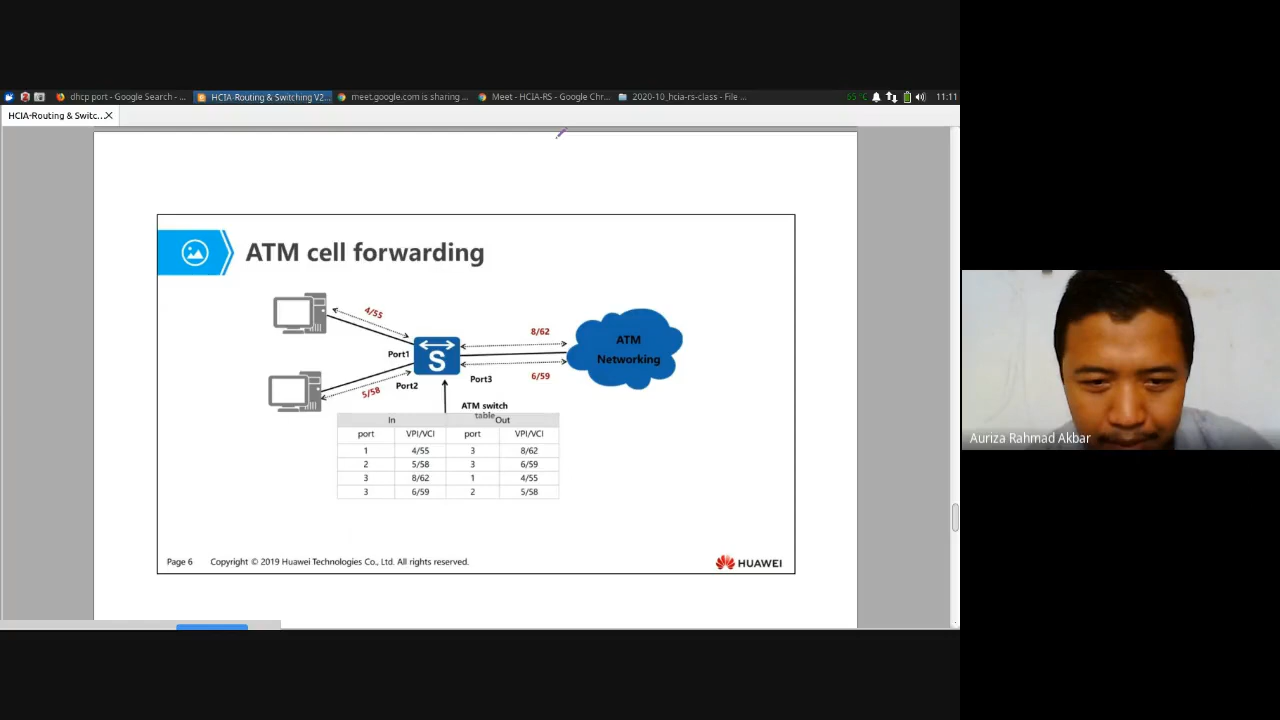 dhcp port - Google Search - ...
HCIA-Routing & Switching V2...
meet.google.com is sharing ...
Meet - HCIA-RS - Google Chr...
2020-10_hcia-rs-class - File ...
65°C
11:11
HCIA-Routing & Switc...
ATM cell forwarding
4/55
8/62
ATM
Networking
Port1
S
Port2
Port3
6/59
5/58
ATM switch
table
In Out
port VPI/VCI port VPI/VCI
1 4/55 3 8/62
2 5/58 3 6/59
3 8/62 1 4/55
3 6/59 2 5/58
Page 6 Copyright © 2019 Huawei Technologies Co., Ltd. All rights reserved.
HUAWEI
Auriza Rahmad Akbar